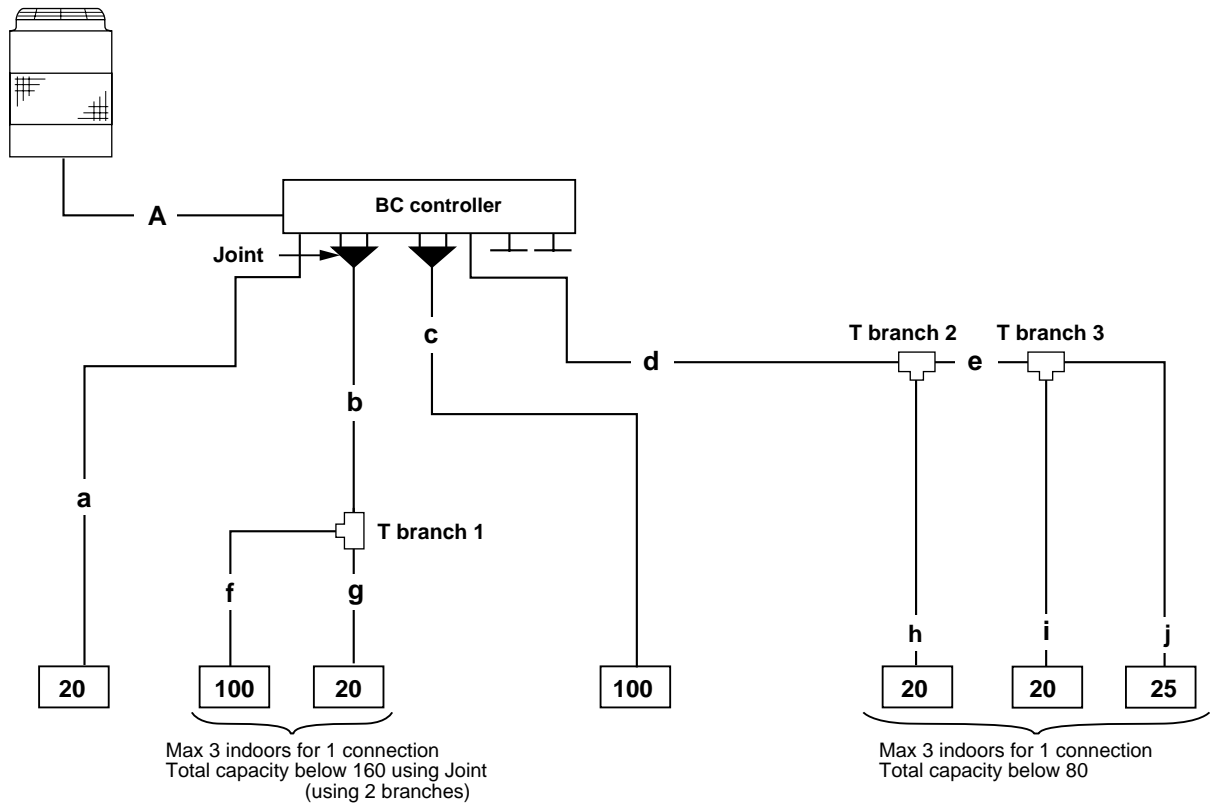 BC controller
A
Joint
c
T branch 2
T branch 3
d
e
b
a
T branch 1
f
g
h
i
j
20
100
20
100
20
20
25
Max 3 indoors for 1 connection
Total capacity below 160 using Joint
(using 2 branches)
Max 3 indoors for 1 connection
Total capacity below 80